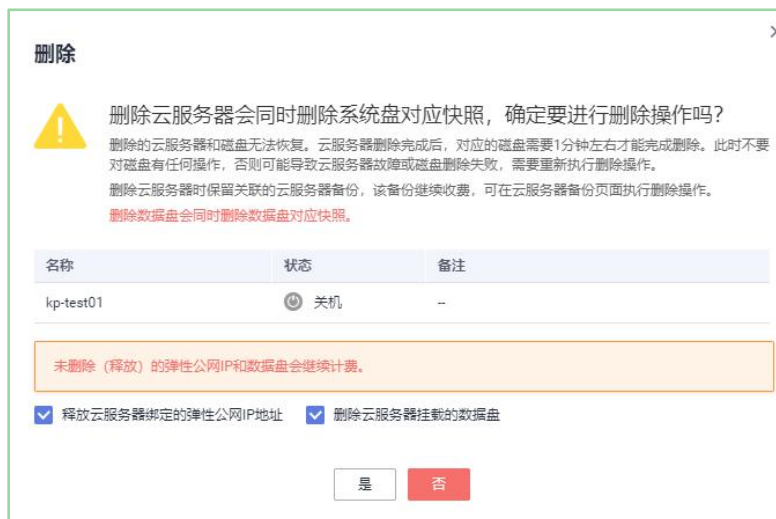 删除
删除云服务器会同时删除系统盘对应快照，确定要进行删除操作吗？
删除的云服务器和磁盘无法恢复。云服务器删除完成后，对应的磁盘需要1分钟左右才能完成删除。此时不要
对磁盘有任何操作，否则可能导致云服务器故障或磁盘删除失败，需要重新执行删除操作。
删除云服务器时保留关联的云服务器备份，该备份继续收费，可在云服务器备份页面执行删除操作。
删除数据盘会同时删除数据盘对应快照。
名称 状态 备注
kp-test01 关机 --
未删除（释放）的弹性公网IP和数据盘会继续计费。
释放云服务器绑定的弹性公网IP地址 删除云服务器挂载的数据盘
是 否